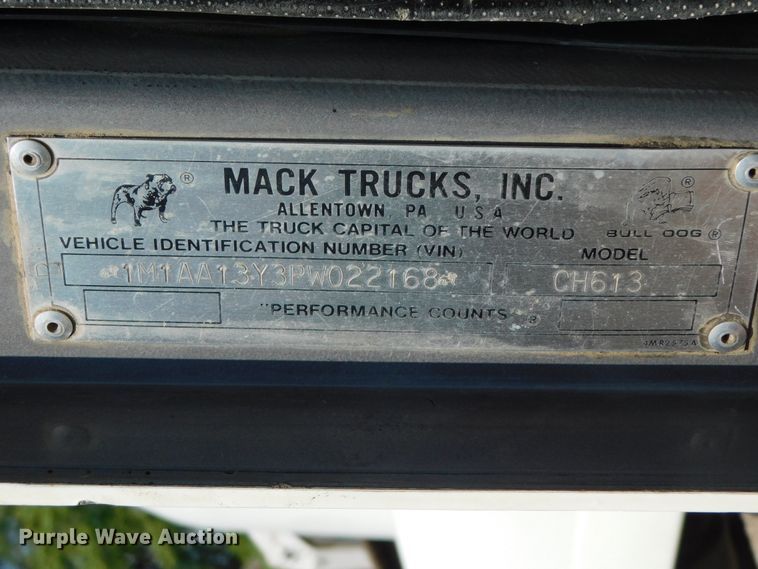 MACK TRUCKS, INC.
ALLENTOWN, PA. U.S.A
THE TRUCK CAPITAL OF THE WORLD
BULL DOG ®
VEHICLE IDENTIFICATION NUMBER (VIN)
MODEL
1M1AA13Y3PW022168
CH613
"PERFORMANCE COUNTS" ®
4MR2575A
Purple Wave Auction